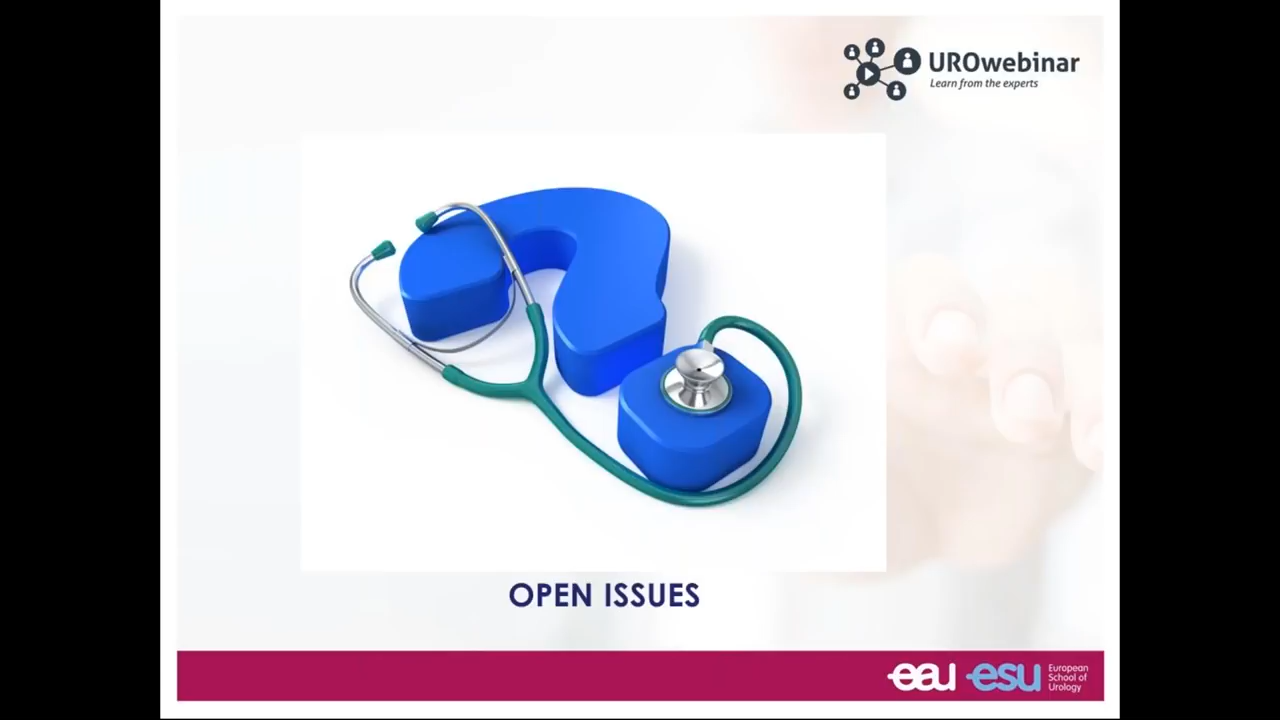 UROwebinar
Learn from the experts
OPEN ISSUES
eau esu European
School of
Urology